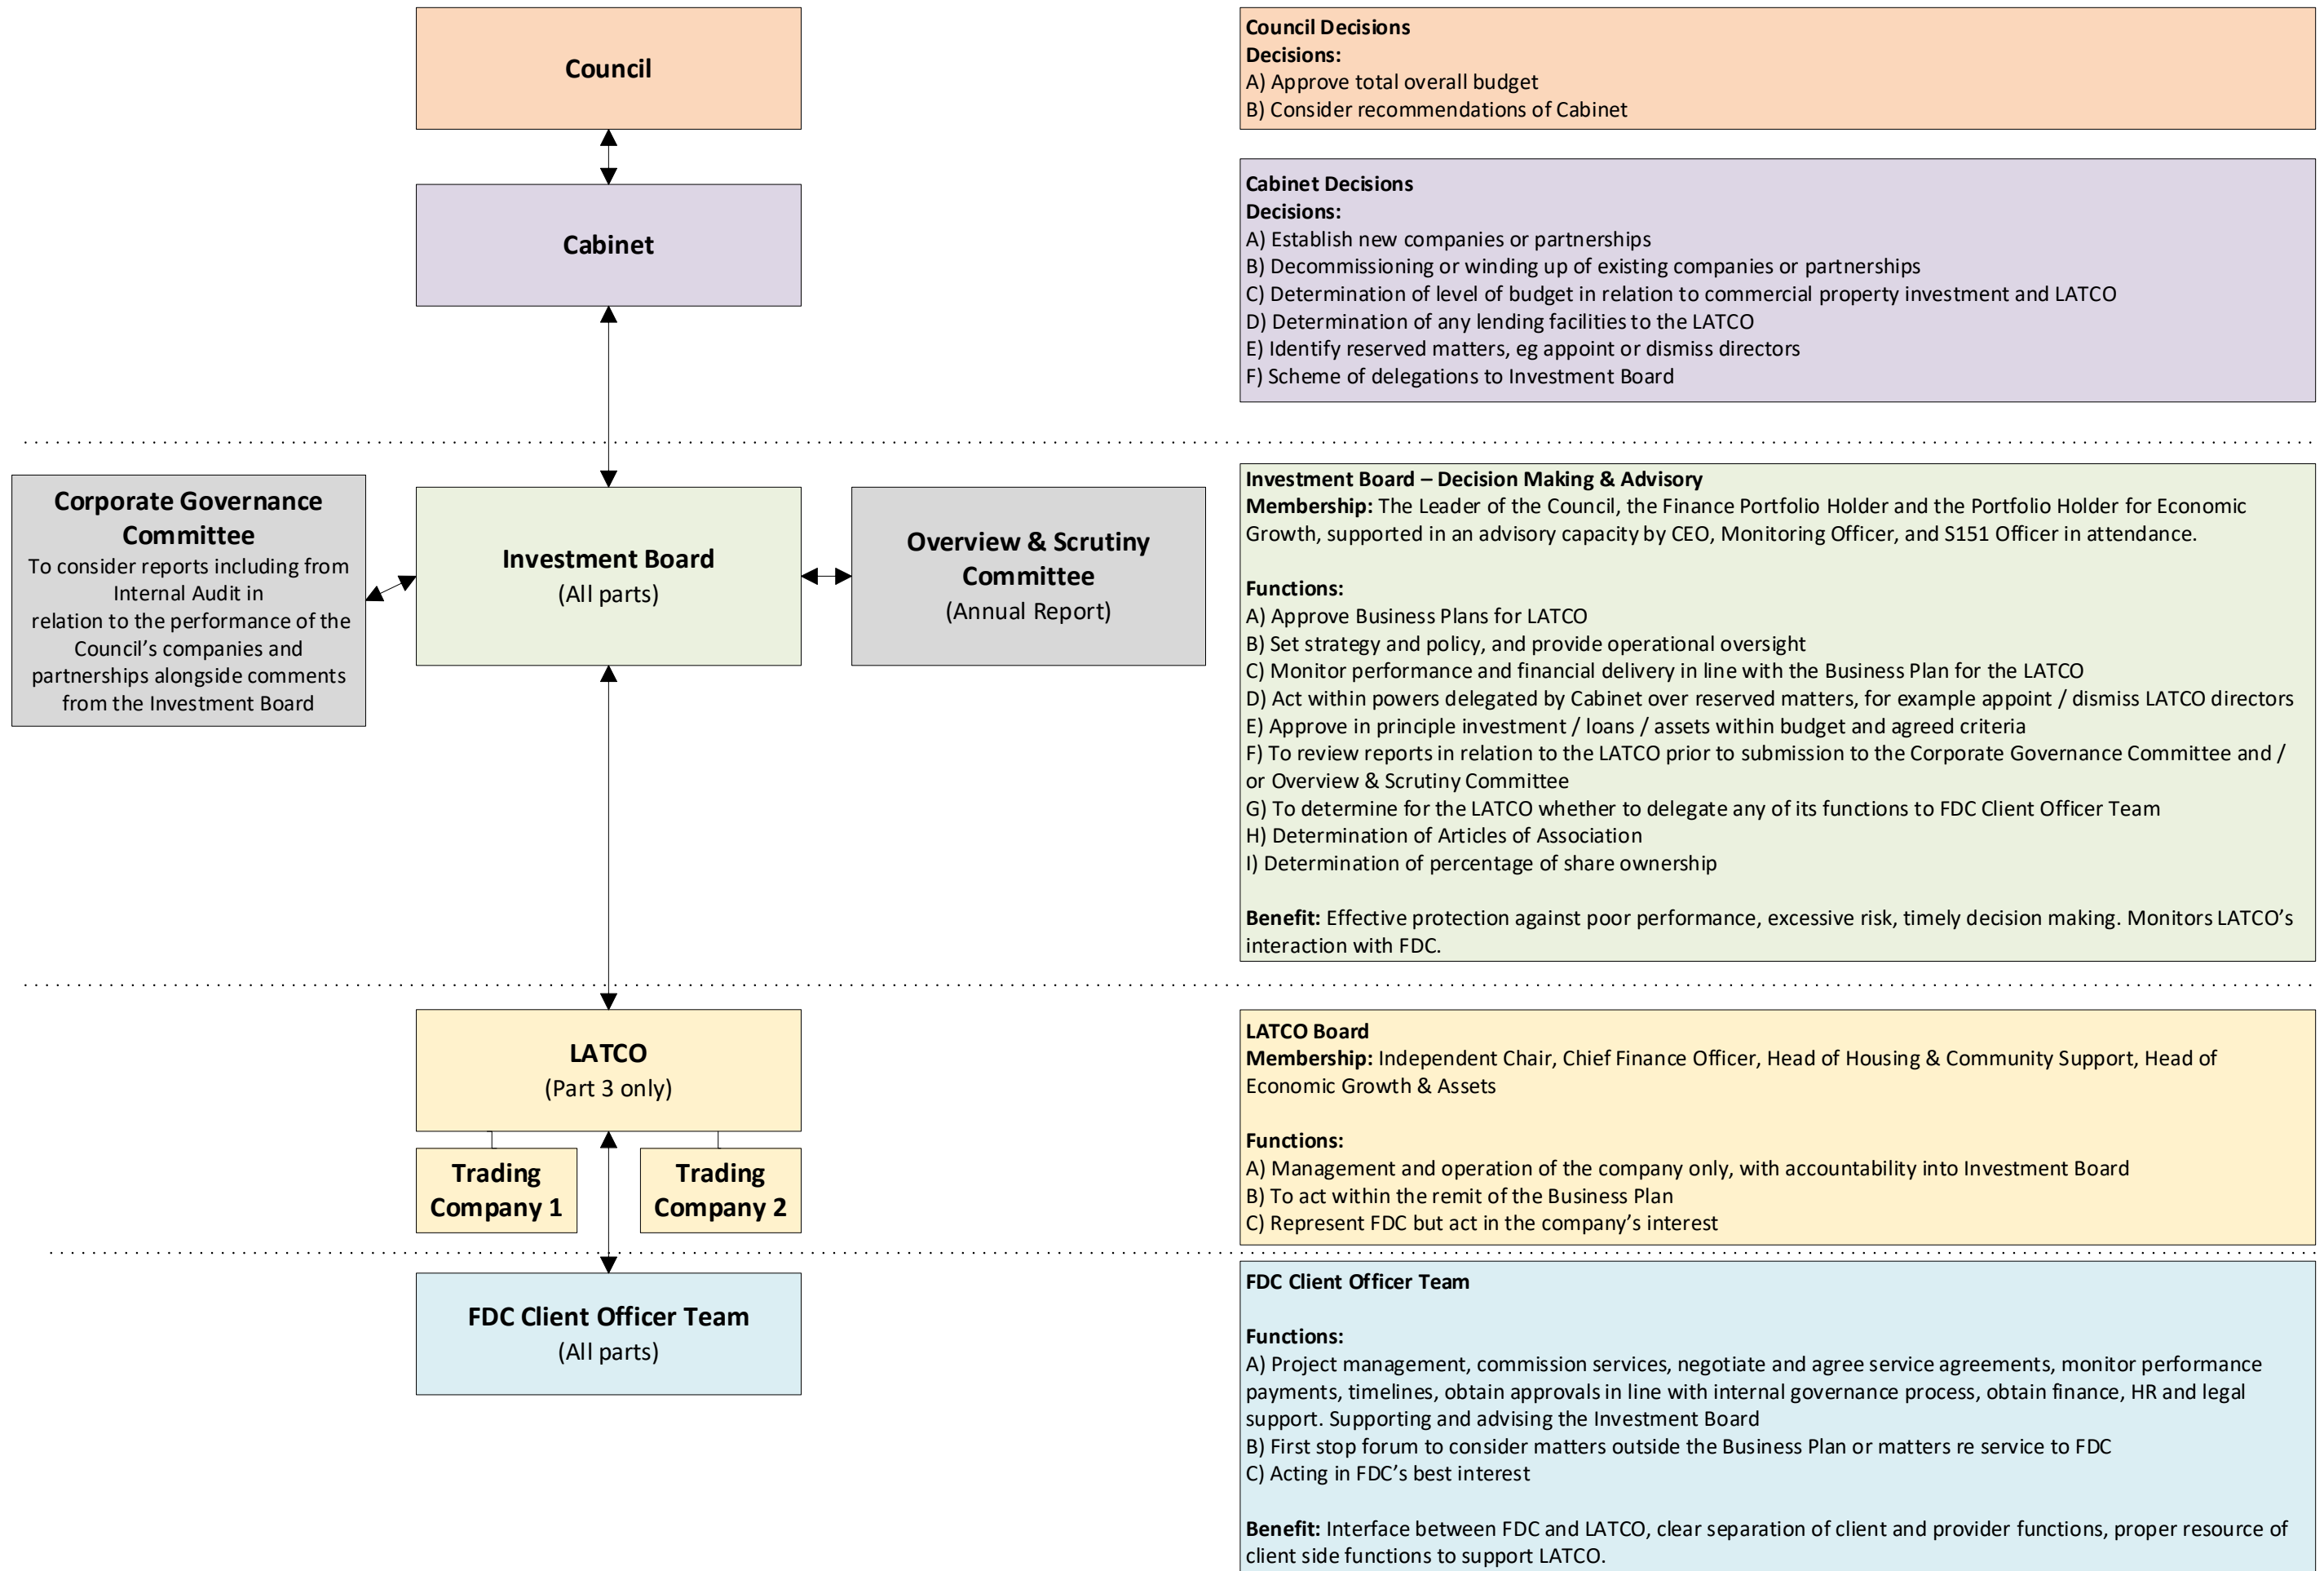 Council
Council Decisions
Decisions:
A) Approve total overall budget
B) Consider recommendations of Cabinet
Cabinet
Cabinet Decisions
Decisions:
A) Establish new companies or partnerships
B) Decommissioning or winding up of existing companies or partnerships
C) Determination of level of budget in relation to commercial property investment and LATCO
D) Determination of any lending facilities to the LATCO
E) Identify reserved matters, eg appoint or dismiss directors
F) Scheme of delegations to Investment Board
Corporate Governance
Committee
To consider reports including from
Internal Audit in
relation to the performance of the
Council’s companies and
partnerships alongside comments
from the Investment Board
Investment Board
(All parts)
Overview & Scrutiny
Committee
(Annual Report)
Investment Board – Decision Making & Advisory
Membership: The Leader of the Council, the Finance Portfolio Holder and the Portfolio Holder for Economic
Growth, supported in an advisory capacity by CEO, Monitoring Officer, and S151 Officer in attendance.
Functions:
A) Approve Business Plans for LATCO
B) Set strategy and policy, and provide operational oversight
C) Monitor performance and financial delivery in line with the Business Plan for the LATCO
D) Act within powers delegated by Cabinet over reserved matters, for example appoint / dismiss LATCO directors
E) Approve in principle investment / loans / assets within budget and agreed criteria
F) To review reports in relation to the LATCO prior to submission to the Corporate Governance Committee and /
or Overview & Scrutiny Committee
G) To determine for the LATCO whether to delegate any of its functions to FDC Client Officer Team
H) Determination of Articles of Association
I) Determination of percentage of share ownership
Benefit: Effective protection against poor performance, excessive risk, timely decision making. Monitors LATCO’s
interaction with FDC.
LATCO
(Part 3 only)
Trading
Company 1
Trading
Company 2
LATCO Board
Membership: Independent Chair, Chief Finance Officer, Head of Housing & Community Support, Head of
Economic Growth & Assets
Functions:
A) Management and operation of the company only, with accountability into Investment Board
B) To act within the remit of the Business Plan
C) Represent FDC but act in the company’s interest
FDC Client Officer Team
(All parts)
FDC Client Officer Team
Functions:
A) Project management, commission services, negotiate and agree service agreements, monitor performance
payments, timelines, obtain approvals in line with internal governance process, obtain finance, HR and legal
support. Supporting and advising the Investment Board
B) First stop forum to consider matters outside the Business Plan or matters re service to FDC
C) Acting in FDC’s best interest
Benefit: Interface between FDC and LATCO, clear separation of client and provider functions, proper resource of
client side functions to support LATCO.